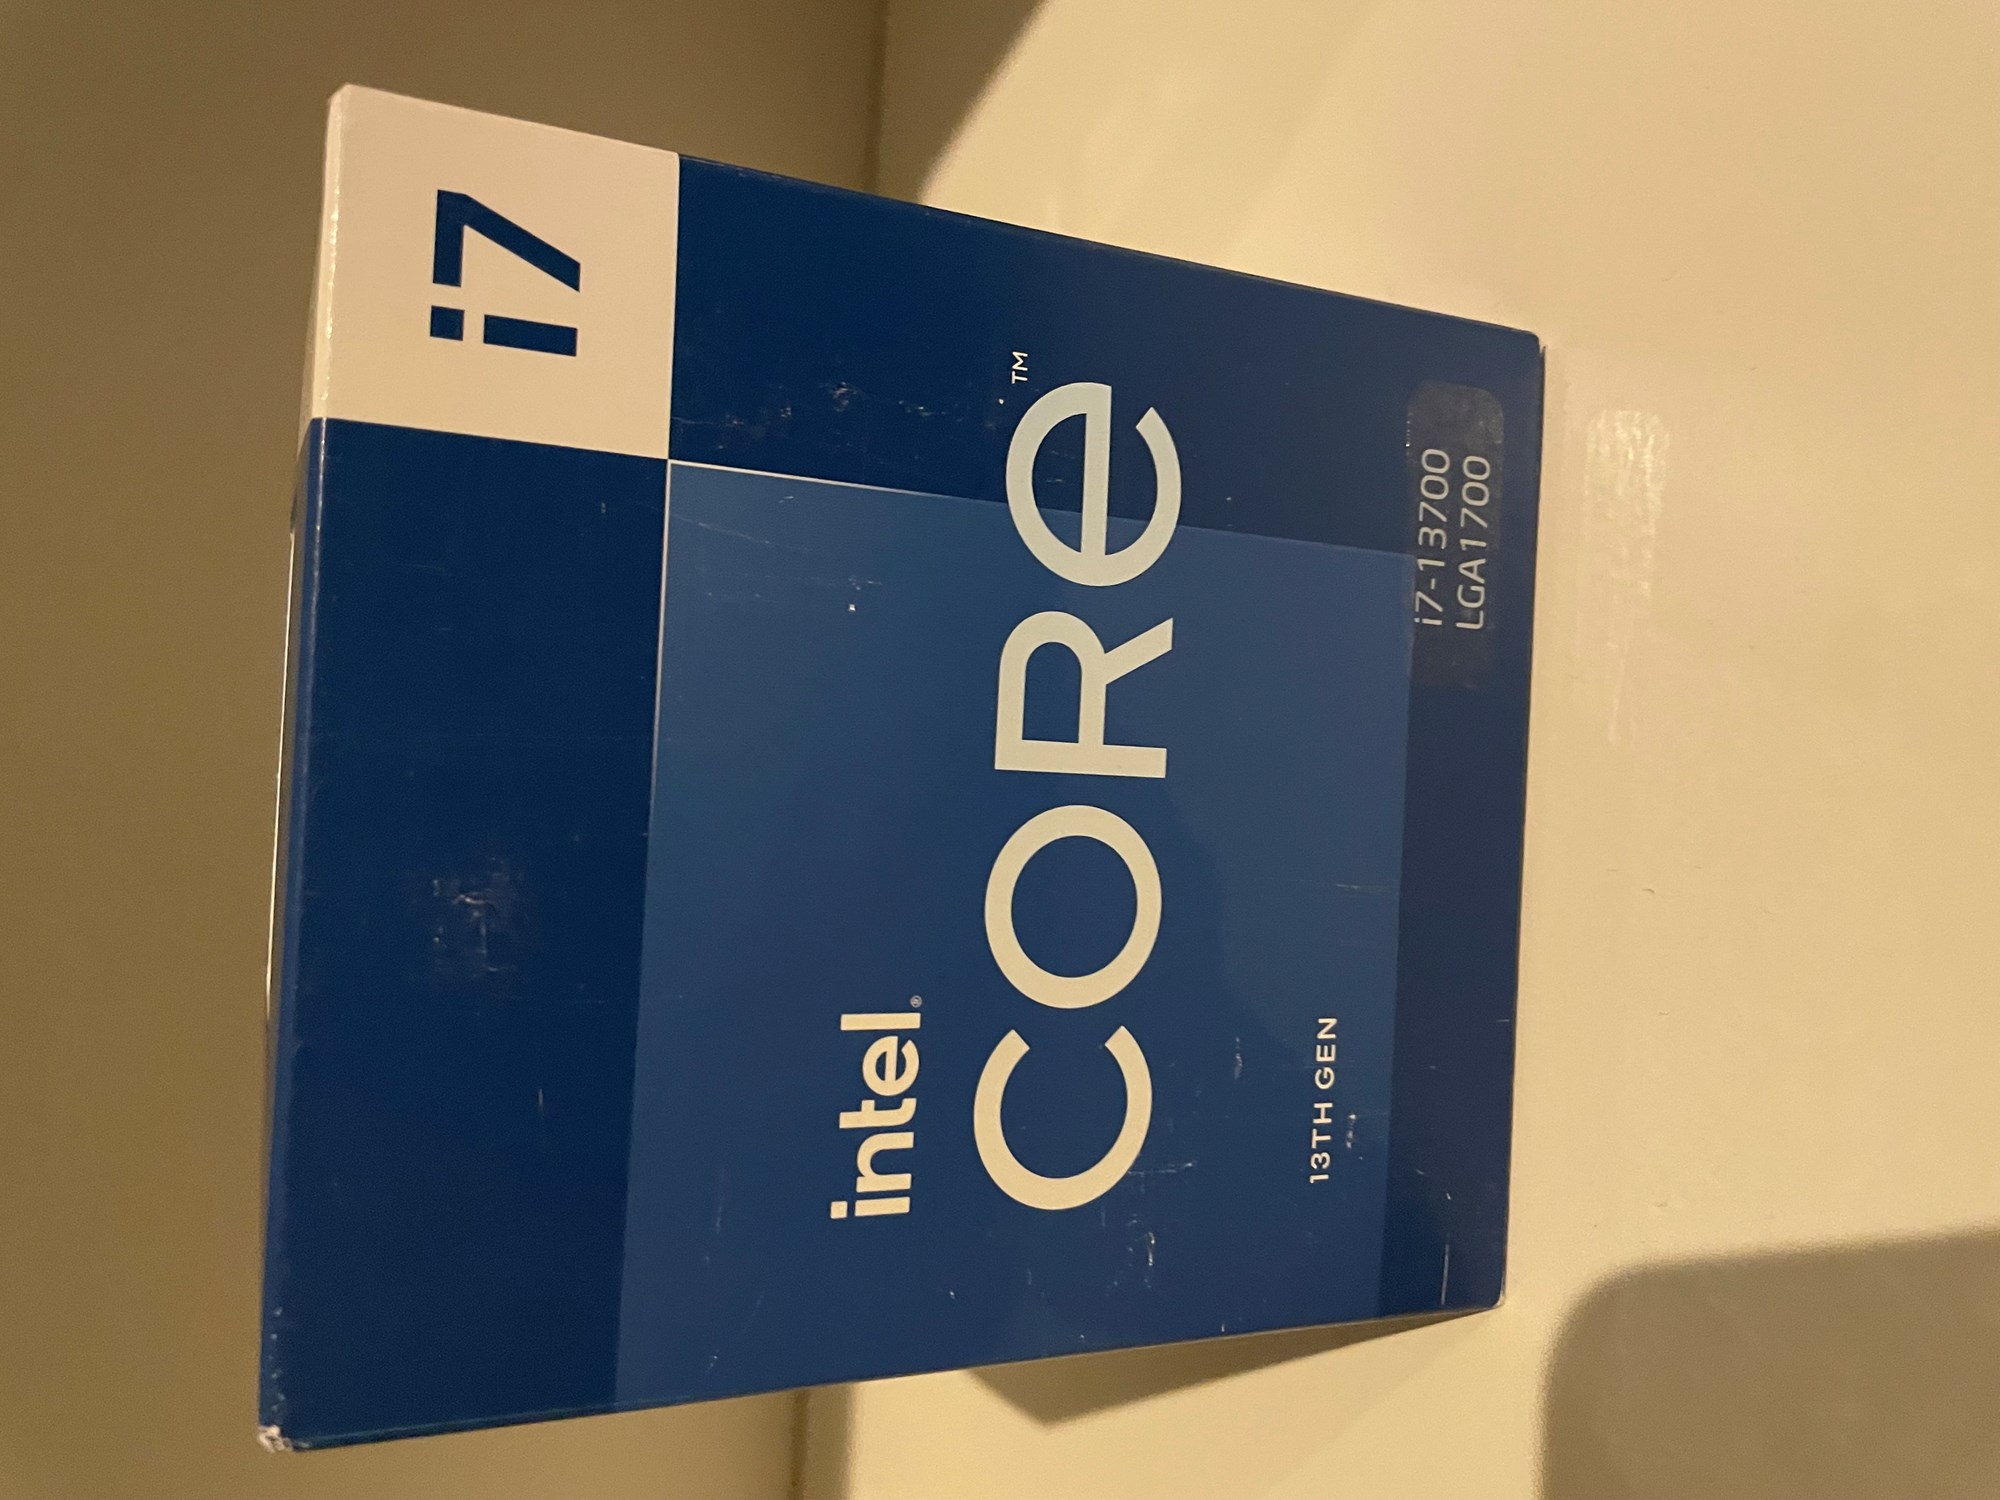 i7
intel®
CORe™
13TH GEN
i7-13700
LGA1700